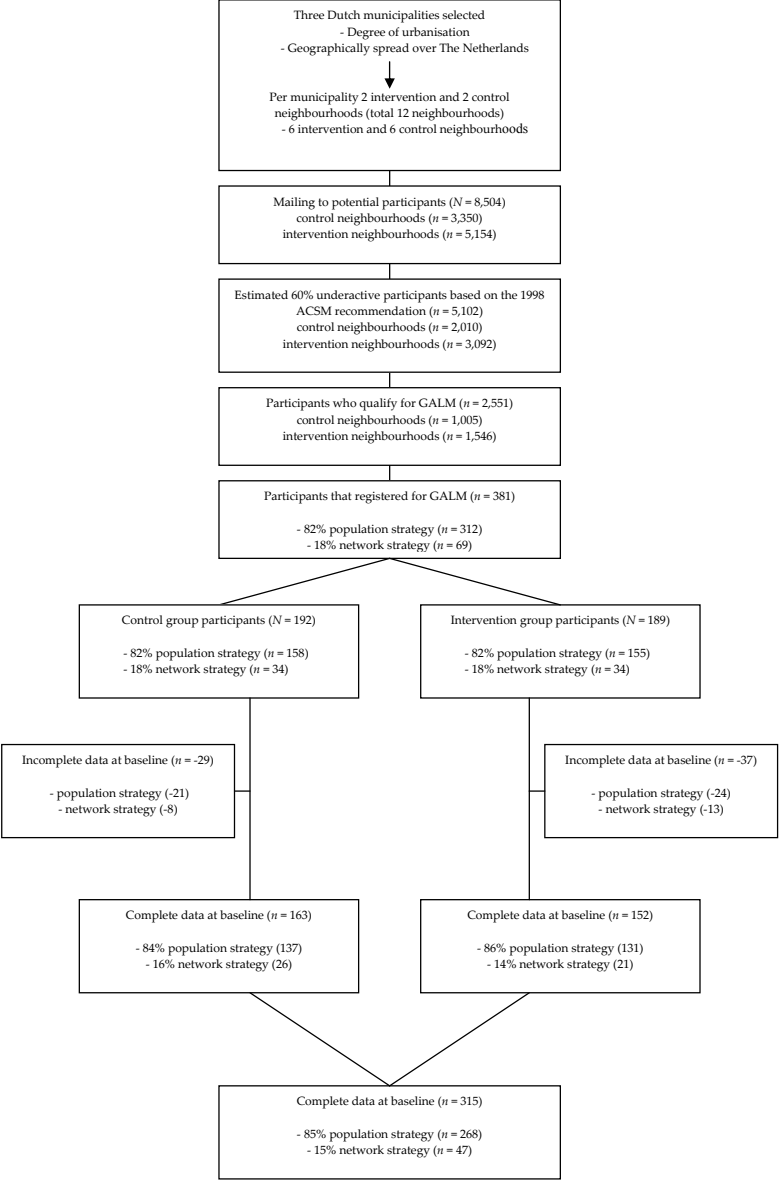 Three Dutch municipalities selected
- Degree of urbanisation
- Geographically spread over The Netherlands
Per municipality 2 intervention and 2 control
neighbourhoods (total 12 neighbourhoods)
- 6 intervention and 6 control neighbourhoods
Mailing to potential participants (N = 8,504)
control neighbourhoods (n = 3,350)
intervention neighbourhoods (n = 5,154)
Estimated 60% underactive participants based on the 1998
ACSM recommendation (n = 5,102)
control neighbourhoods (n = 2,010)
intervention neighbourhoods (n = 3,092)
Participants who qualify for GALM (n = 2,551)
control neighbourhoods (n = 1,005)
intervention neighbourhoods (n = 1,546)
Participants that registered for GALM (n = 381)
- 82% population strategy (n = 312)
- 18% network strategy (n = 69)
Control group participants (N = 192)
- 82% population strategy (n = 158)
- 18% network strategy (n = 34)
Intervention group participants (N = 189)
- 82% population strategy (n = 155)
- 18% network strategy (n = 34)
Incomplete data at baseline (n = -29)
- population strategy (-21)
- network strategy (-8)
Incomplete data at baseline (n = -37)
- population strategy (-24)
- network strategy (-13)
Complete data at baseline (n = 163)
- 84% population strategy (137)
- 16% network strategy (26)
Complete data at baseline (n = 152)
- 86% population strategy (131)
- 14% network strategy (21)
Complete data at baseline (n = 315)
- 85% population strategy (n = 268)
- 15% network strategy (n = 47)